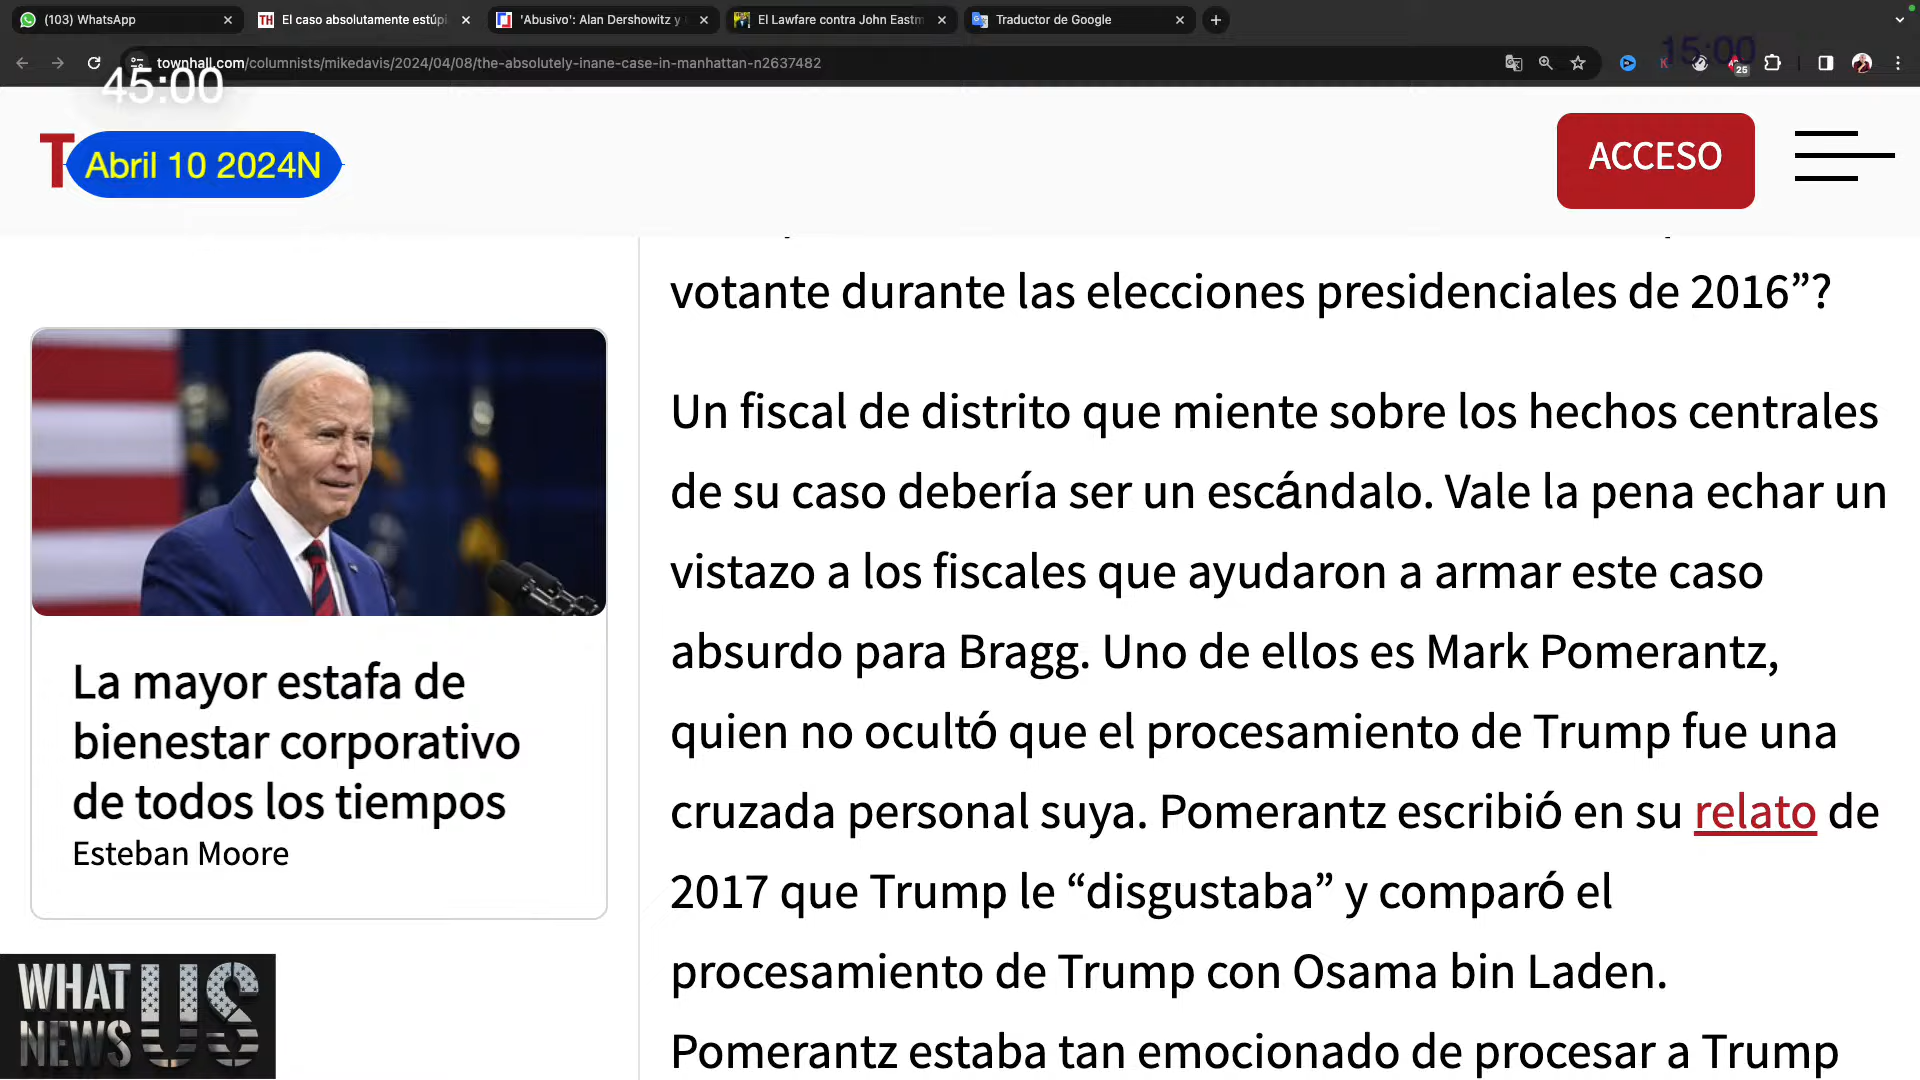 (103) WhatsApp
El caso absolutamente estúpi
'Abusivo': Alan Dershowitz y
El Lawfare contra John Eastm
Traductor de Google
townhall.com/columnists/mikedavis/2024/04/08/the-absolutely-inane-case-in-manhattan-n2637482
15:00
25
45:00
T
Abril 10 2024N
ACCESO
votante durante las elecciones presidenciales de 2016”?
Un fiscal de distrito que miente sobre los hechos centrales
de su caso debería ser un escándalo. Vale la pena echar un
vistazo a los fiscales que ayudaron a armar este caso
absurdo para Bragg. Uno de ellos es Mark Pomerantz,
quien no ocultó que el procesamiento de Trump fue una
cruzada personal suya. Pomerantz escribió en su relato de
2017 que Trump le “disgustaba” y comparó el
procesamiento de Trump con Osama bin Laden.
Pomerantz estaba tan emocionado de procesar a Trump
La mayor estafa de
bienestar corporativo
de todos los tiempos
Esteban Moore
WHAT
NEWS
US